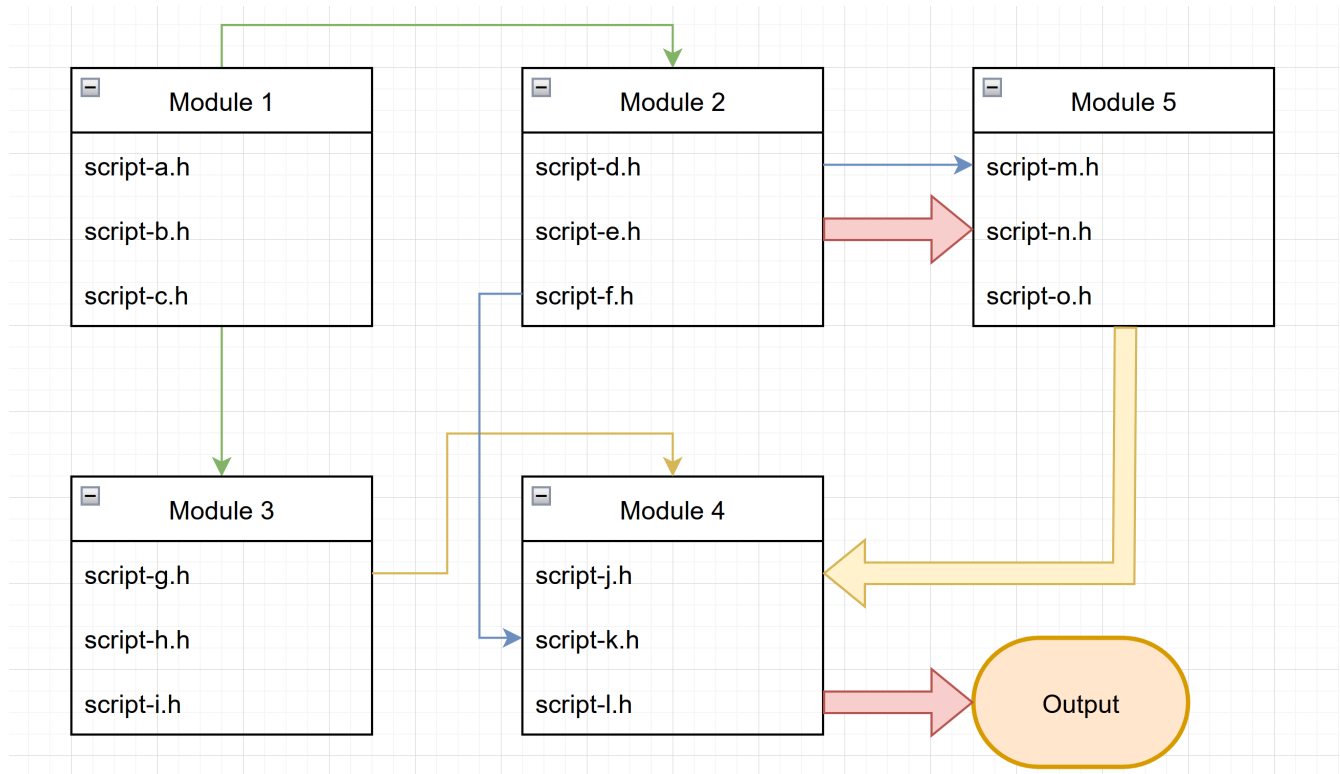 Module 1
script-a.h
script-b.h
script-c.h
Module 2
script-d.h
script-e.h
script-f.h
Module 5
script-m.h
script-n.h
script-o.h
Module 3
script-g.h
script-h.h
script-i.h
Module 4
script-j.h
script-k.h
script-l.h
Output